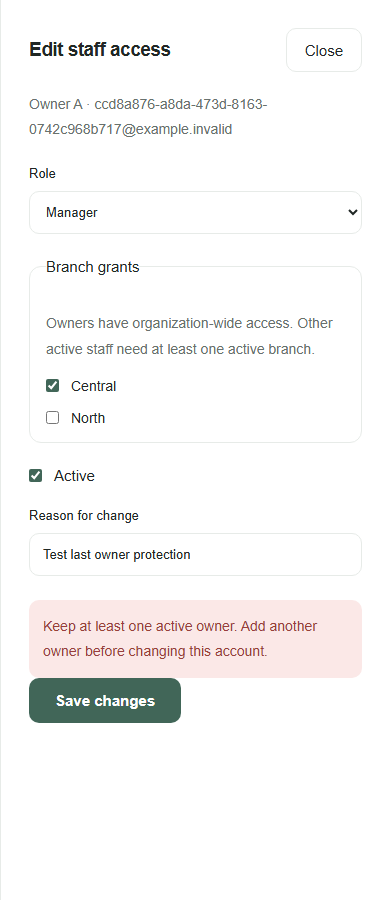 Edit staff access
Close
Owner A · ccd8a876-a8da-473d-8163-
0742c968b717@example.invalid
Role
Manager
Branch grants
Owners have organization-wide access. Other
active staff need at least one active branch.
Central
North
Active
Reason for change
Test last owner protection
Keep at least one active owner. Add another
owner before changing this account.
Save changes